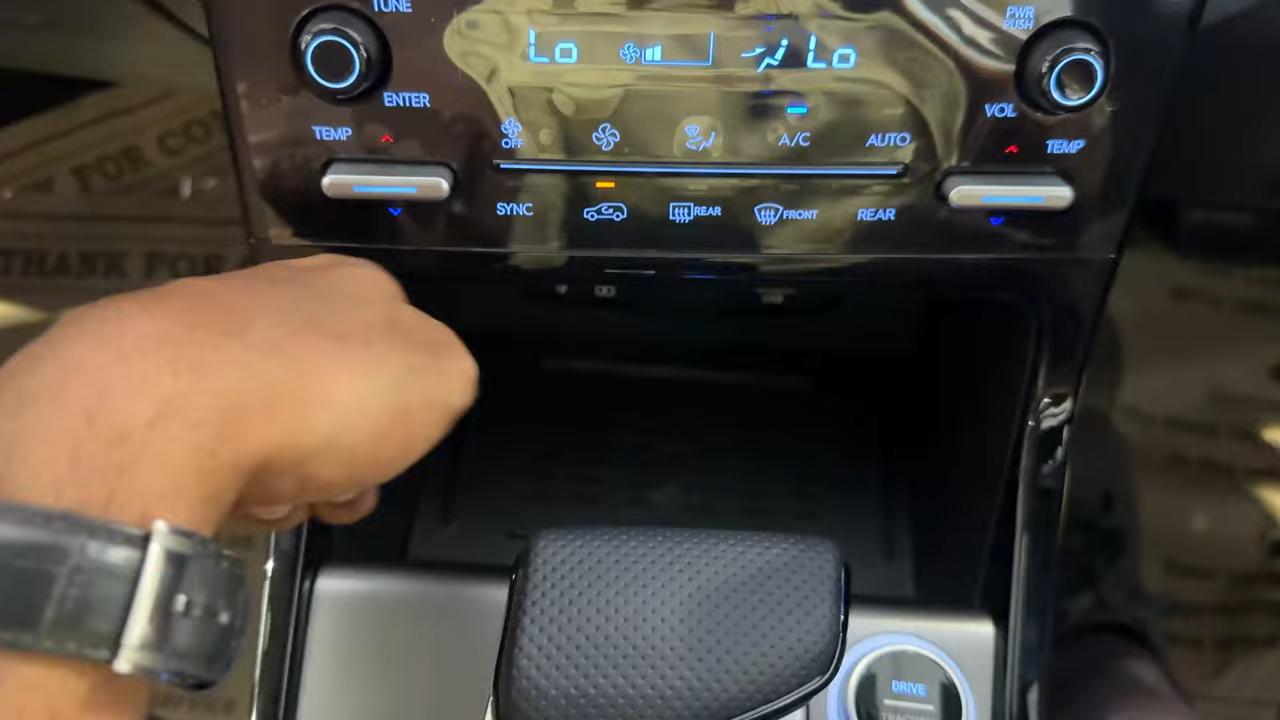 TUNE
PWR
PUSH
Lo
Lo
ENTER
VOL
TEMP
OFF
A/C
AUTO
TEMP
SYNC
REAR
FRONT
REAR
FOR CO
THANK FOR
DRIVE